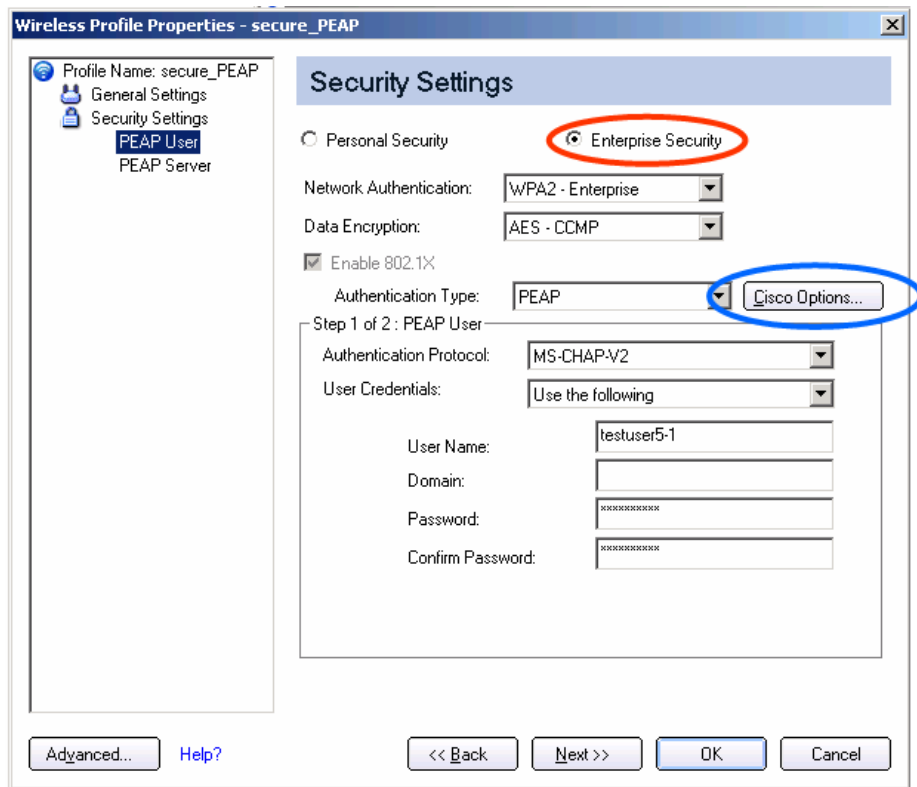 Wireless Profile Properties - secure_PEAP
Profile Name: secure_PEAP
General Settings
Security Settings
PEAP User
PEAP Server
Security Settings
Personal Security Enterprise Security
Network Authentication: WPA2 - Enterprise
Data Encryption: AES - CCMP
Enable 802.1X
Authentication Type: PEAP Cisco Options...
Step 1 of 2 : PEAP User
Authentication Protocol: MS-CHAP-V2
User Credentials: Use the following
User Name: testuser5-1
Domain:
Password: xxxxxxxxxx
Confirm Password: xxxxxxxxxx
Advanced... Help? << Back Next >> OK Cancel